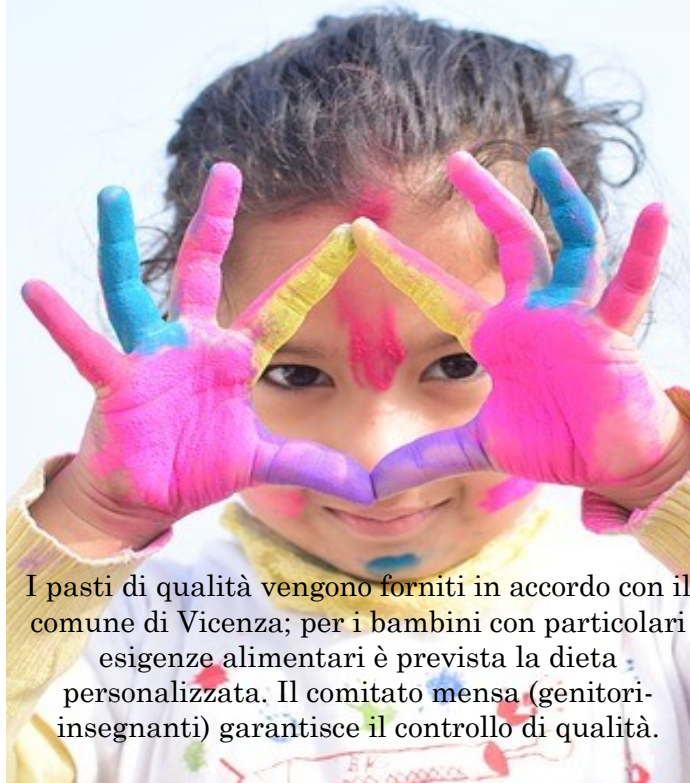 I pasti di qualità vengono forniti in accordo con il
comune di Vicenza; per i bambini con particolari
esigenze alimentari è prevista la dieta
personalizzata. Il comitato mensa (genitori-
insegnanti) garantisce il controllo di qualità.